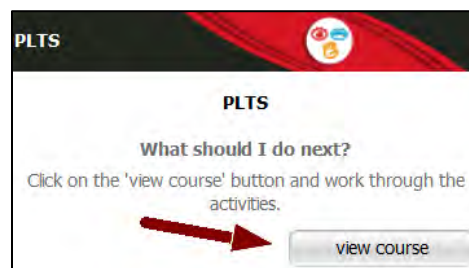 PLTS
PLTS
What should I do next?
Click on the 'view course' button and work through the
activities.
view course